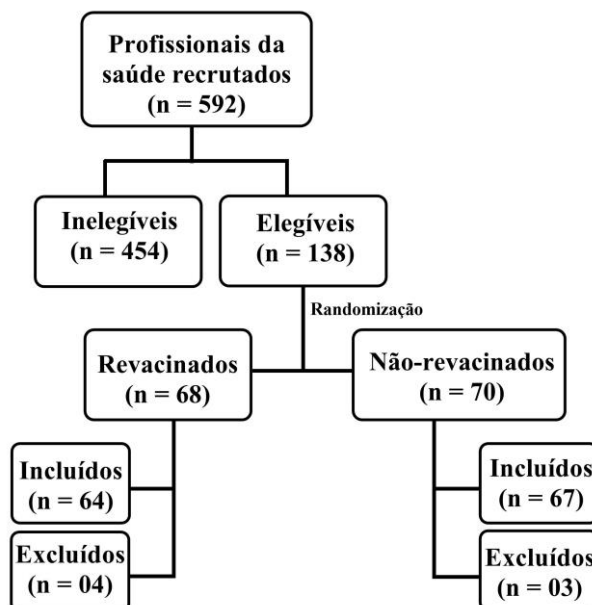 Profissionais da
saúde recrutados
(n = 592)
Inelegíveis
(n = 454)
Elegíveis
(n = 138)
Randomização
Revacinados
(n = 68)
Não-revacinados
(n = 70)
Incluídos
(n = 64)
Incluídos
(n = 67)
Excluídos
(n = 04)
Excluídos
(n = 03)